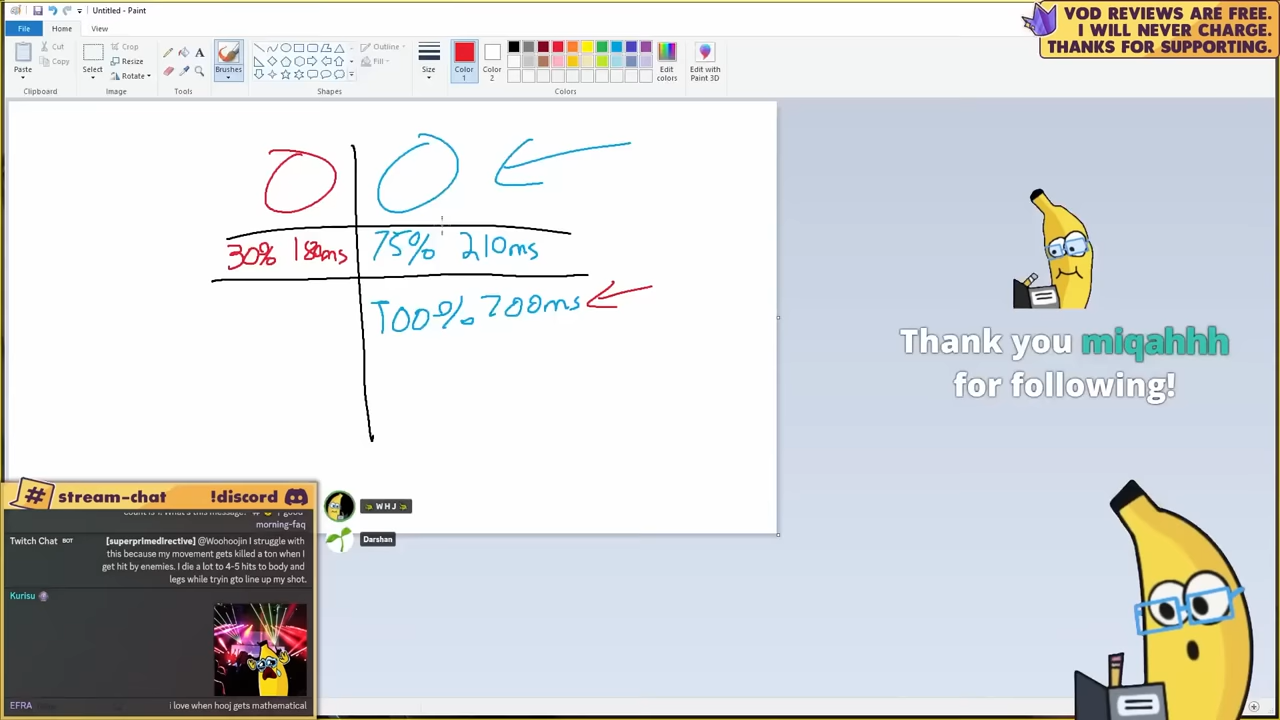 Untitled - Paint
File Home View
Paste
Cut
Copy
Clipboard
Select
Crop
Resize
Rotate
Image
Tools
Brushes
Outline
Fill
Shapes
Size
Color 1
Color 2
Edit colors
Colors
Edit with Paint 3D
VOD REVIEWS ARE FREE.
I WILL NEVER CHARGE.
THANKS FOR SUPPORTING.
30% 180ms
75% 210ms
100% 700ms
Thank you miqahhh
for following!
# stream-chat !discord
morning-faq
Twitch Chat BOT
[superprimedirective] @Woohoojin I struggle with
this because my movement gets killed a ton when I
get hit by enemies. I die a lot to 4-5 hits to body and
legs while tryin gto line up my shot.
Kurisu
EFRA
i love when hooj gets mathematical
W H J
Darshan